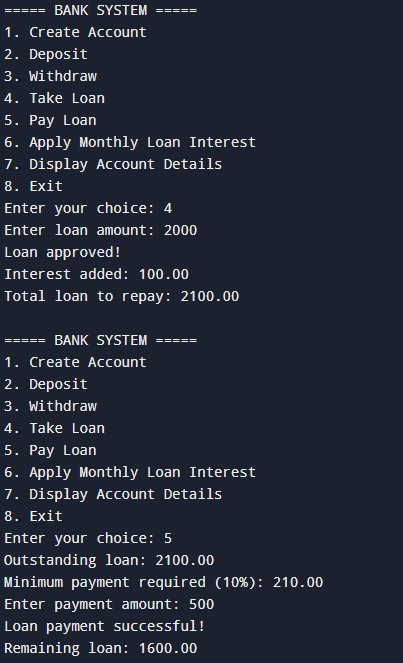 ===== BANK SYSTEM =====
1. Create Account
2. Deposit
3. Withdraw
4. Take Loan
5. Pay Loan
6. Apply Monthly Loan Interest
7. Display Account Details
8. Exit
Enter your choice: 4
Enter loan amount: 2000
Loan approved!
Interest added: 100.00
Total loan to repay: 2100.00

===== BANK SYSTEM =====
1. Create Account
2. Deposit
3. Withdraw
4. Take Loan
5. Pay Loan
6. Apply Monthly Loan Interest
7. Display Account Details
8. Exit
Enter your choice: 5
Outstanding loan: 2100.00
Minimum payment required (10%): 210.00
Enter payment amount: 500
Loan payment successful!
Remaining loan: 1600.00